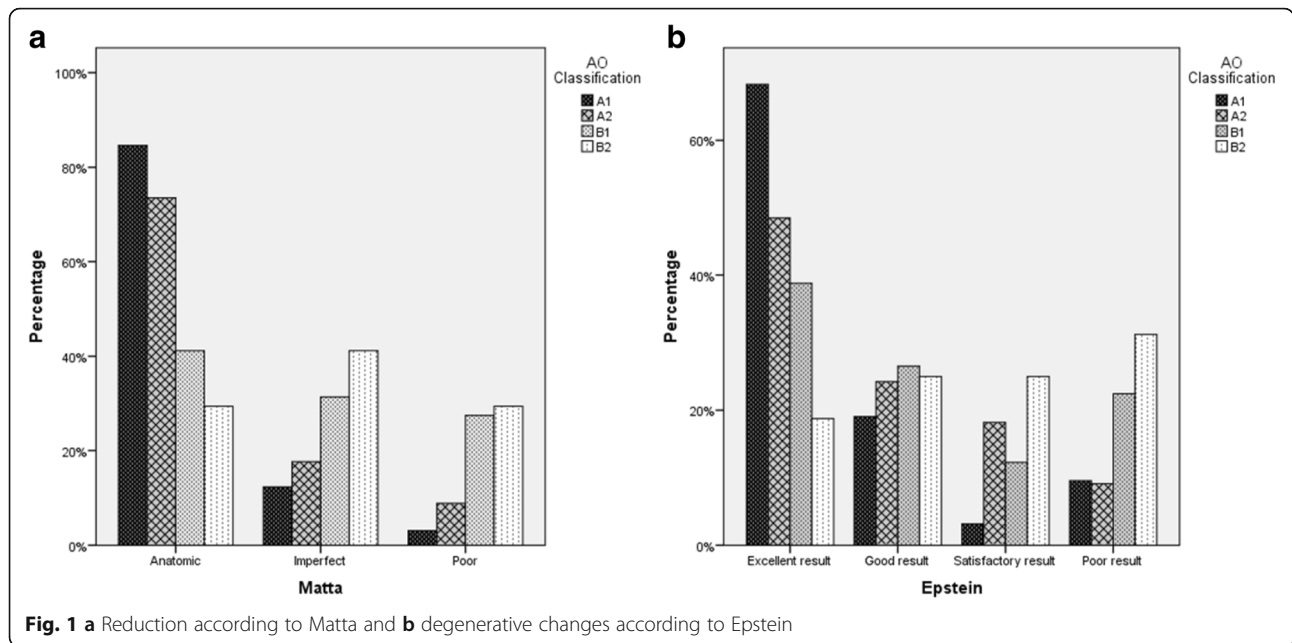 a
AO
Classification
A1
A2
B1
B2
100%
80%
60%
40%
20%
0%
Percentage
Anatomic
Imperfect
Poor
Matta
b
AO
Classification
A1
A2
B1
B2
60%
40%
20%
0%
Percentage
Excellent result
Good result
Satisfactory result
Poor result
Epstein
Fig. 1 a Reduction according to Matta and b degenerative changes according to Epstein